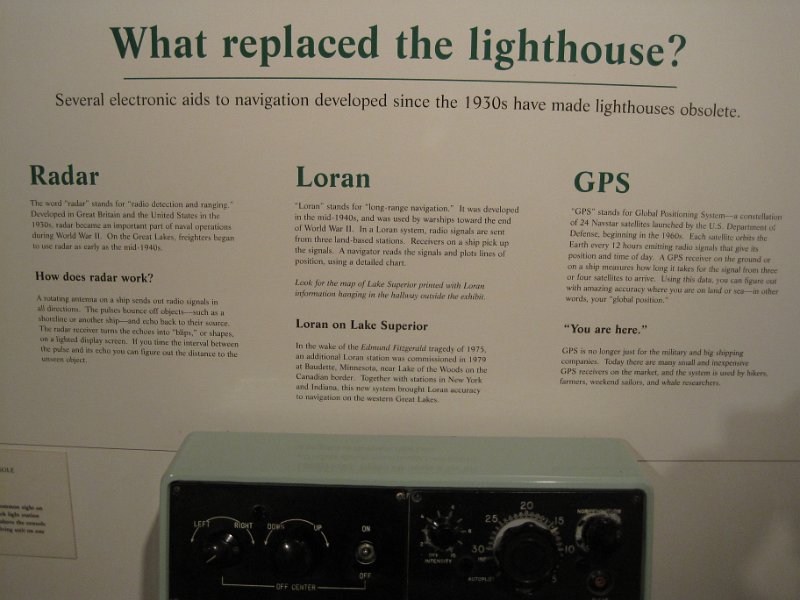 What replaced the lighthouse?
Several electronic aids to navigation developed since the 1930s have made lighthouses obsolete.
Radar
The word "radar" stands for "radio detection and ranging."
Developed in Great Britain and the United States in the
1930s, radar became an important part of naval operations
during World War II. On the Great Lakes, freighters began
to use radar as early as the mid-1940s.
How does radar work?
A rotating antenna on a ship sends out radio signals in
all directions. The pulses bounce off objects—such as a
shoreline or another ship—and echo back to their source.
The radar receiver turns the echoes into "blips," or shapes,
on a lighted display screen. If you time the interval between
the pulse and its echo you can figure out the distance to the
unseen object.
Loran
"Loran" stands for "long-range navigation." It was developed
in the mid-1940s, and was used by warships toward the end
of World War II. In a Loran system, radio signals are sent
from three land-based stations. Receivers on a ship pick up
the signals. A navigator reads the signals and plots lines of
position, using a detailed chart.
Look for the map of Lake Superior printed with Loran
information hanging in the hallway outside the exhibit.
Loran on Lake Superior
In the wake of the Edmund Fitzgerald tragedy of 1975,
an additional Loran station was commissioned in 1979
at Baudette, Minnesota, near Lake of the Woods on the
Canadian border. Together with stations in New York
and Indiana, this new system brought Loran accuracy
to navigation on the western Great Lakes.
GPS
"GPS" stands for Global Positioning System—a constellation
of 24 Navstar satellites launched by the U.S. Department of
Defense, beginning in the 1960s. Each satellite orbits the
Earth every 12 hours emitting radio signals that give its
position and time of day. A GPS receiver on the ground or
on a ship measures how long it takes for the signal from three
or four satellites to arrive. Using this data, you can figure out
with amazing accuracy where you are on land or sea—in other
words, your "global position."
"You are here."
GPS is no longer just for the military and big shipping
companies. Today there are many small and inexpensive
GPS receivers on the market, and the system is used by hikers,
farmers, weekend sailors, and whale researchers.
LEFT RIGHT DOWN UP
OFF CENTER
ON
OFF
INTENSITY
20
25 15
30 10
5
AUTOPILOT